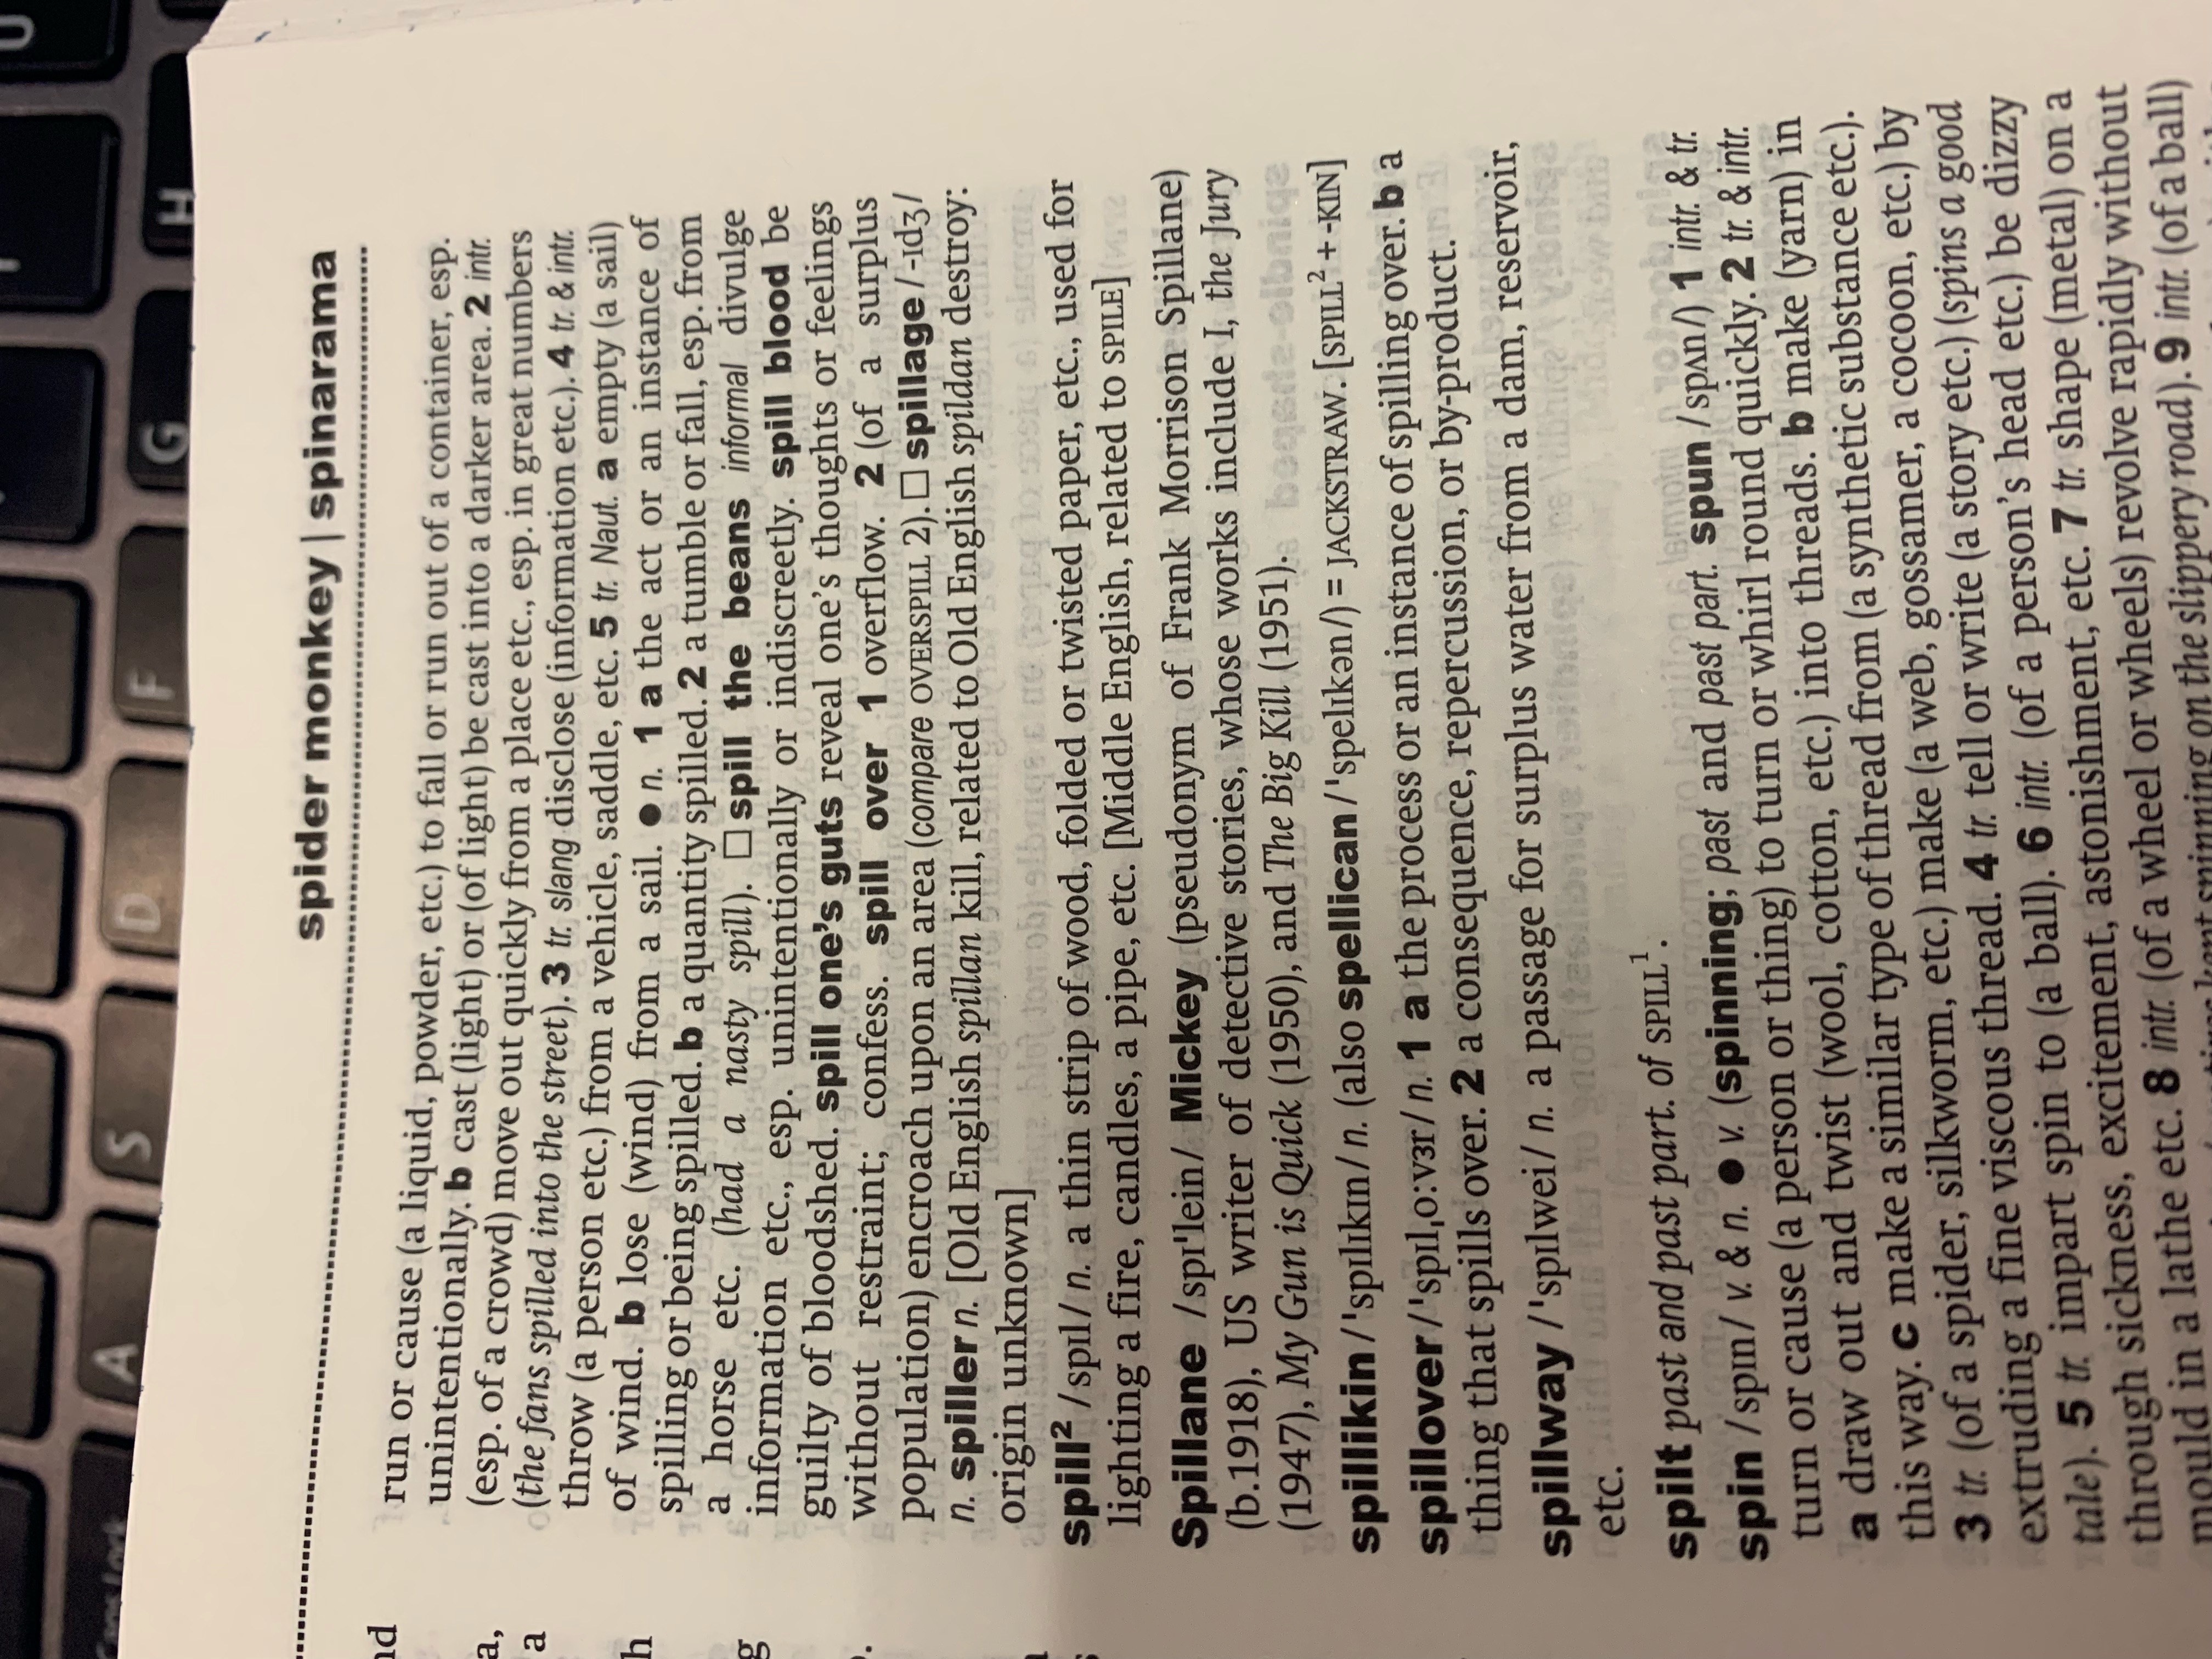 Caps Lock A S D F G H
spider monkey | spinarama
run or cause (a liquid, powder, etc.) to fall or run out of a container, esp.
unintentionally. b cast (light) or (of light) be cast into a darker area. 2 intr.
(esp. of a crowd) move out quickly from a place etc., esp. in great numbers
(the fans spilled into the street). 3 tr. slang disclose (information etc.). 4 tr. & intr.
throw (a person etc.) from a vehicle, saddle, etc. 5 tr. Naut. a empty (a sail)
of wind. b lose (wind) from a sail. ● n. 1 a the act or an instance of
spilling or being spilled. b a quantity spilled. 2 a tumble or fall, esp. from
a horse etc. (had a nasty spill). □ spill the beans informal divulge
information etc., esp. unintentionally or indiscreetly. spill blood be
guilty of bloodshed. spill one's guts reveal one's thoughts or feelings
without restraint; confess. spill over 1 overflow. 2 (of a surplus
population) encroach upon an area (compare OVERSPILL 2). □ spillage /-ɪdʒ/
n. spiller n. [Old English spillan kill, related to Old English spildan destroy:
origin unknown]
spill² /spɪl/ n. a thin strip of wood, folded or twisted paper, etc., used for
lighting a fire, candles, a pipe, etc. [Middle English, related to SPILE]
Spillane /spɪˈlein/ Mickey (pseudonym of Frank Morrison Spillane)
(b.1918), US writer of detective stories, whose works include I, the Jury
(1947), My Gun is Quick (1950), and The Big Kill (1951).
spillikin /ˈspɪlɪkɪn/ n. (also spellican /ˈspelɪkən/) = JACKSTRAW. [SPILL² + -KIN]
spillover /ˈspɪlˌo:vɜr/ n. 1 a the process or an instance of spilling over. b a
thing that spills over. 2 a consequence, repercussion, or by-product.
spillway /ˈspɪlwei/ n. a passage for surplus water from a dam, reservoir,
etc.
spilt past and past part. of SPILL¹.
spin /spɪn/ v. & n. ● v. (spinning; past and past part. spun /spʌn/) 1 intr. & tr.
turn or cause (a person or thing) to turn or whirl round quickly. 2 tr. & intr.
a draw out and twist (wool, cotton, etc.) into threads. b make (yarn) in
this way. c make a similar type of thread from (a synthetic substance etc.).
3 tr. (of a spider, silkworm, etc.) make (a web, gossamer, a cocoon, etc.) by
extruding a fine viscous thread. 4 tr. tell or write (a story etc.) (spins a good
tale). 5 tr. impart spin to (a ball). 6 intr. (of a person's head etc.) be dizzy
through sickness, excitement, astonishment, etc. 7 tr. shape (metal) on a
mould in a lathe etc. 8 intr. (of a wheel or wheels) revolve rapidly without
kept spinning on the slippery road). 9 intr. (of a ball)